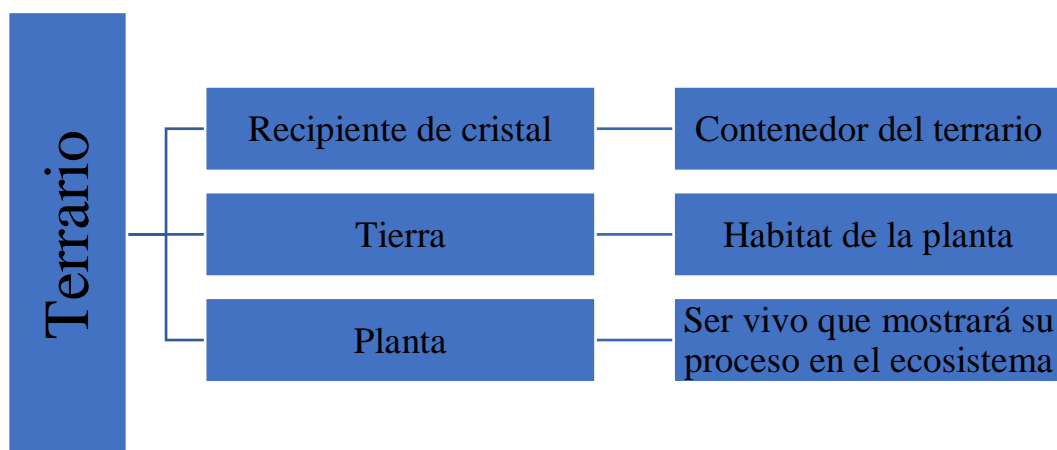 Terrario
Recipiente de cristal
Contenedor del terrario
Tierra
Habitat de la planta
Planta
Ser vivo que mostrará su
proceso en el ecosistema